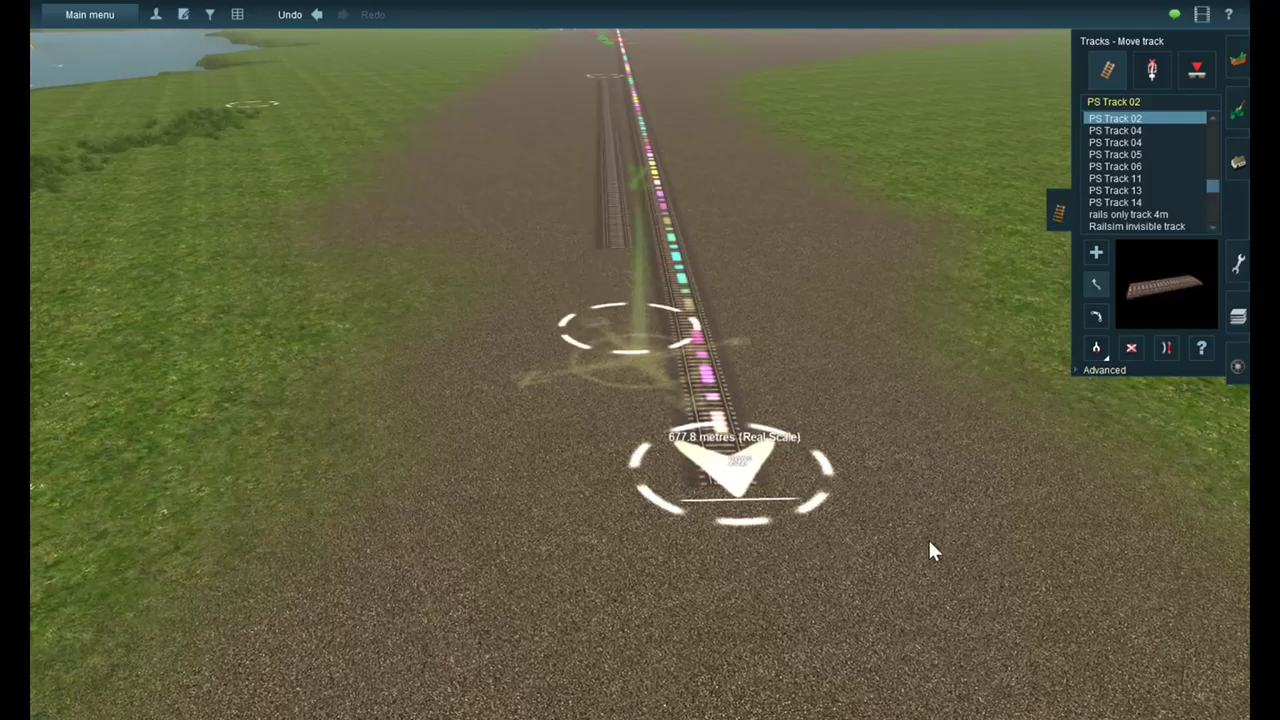 Main menu
Undo
Redo
?
Tracks - Move track
PS Track 02
PS Track 02
PS Track 04
PS Track 04
PS Track 05
PS Track 06
PS Track 11
PS Track 13
PS Track 14
rails only track 4m
Railsim invisible track
?
Advanced
677.8 metres (Real Scale)